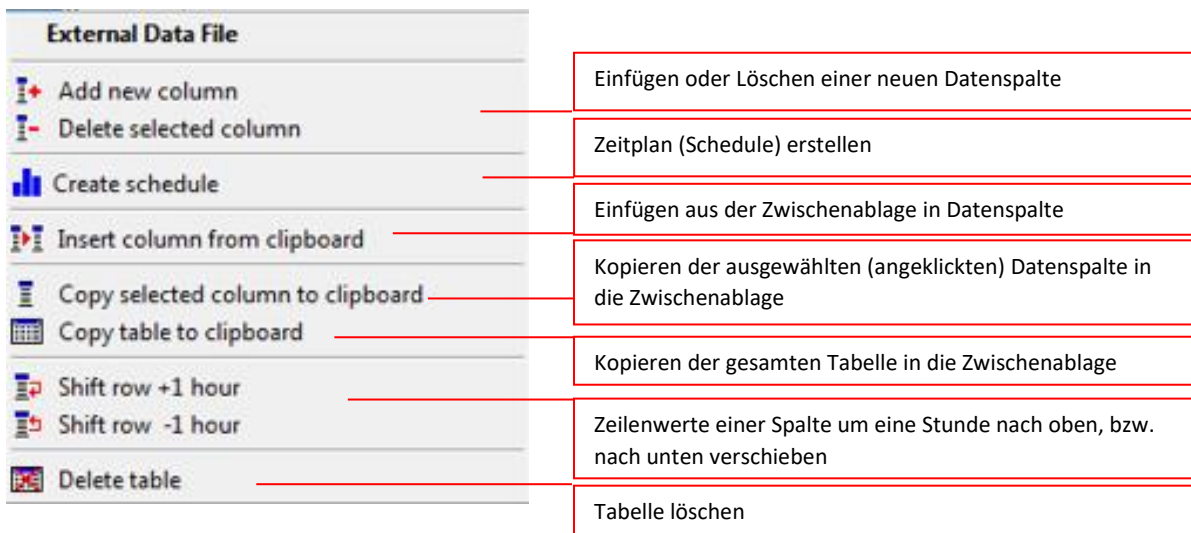 External Data File
Add new column
Delete selected column
Create schedule
Insert column from clipboard
Copy selected column to clipboard
Copy table to clipboard
Shift row +1 hour
Shift row -1 hour
Delete table
Einfügen oder Löschen einer neuen Datenspalte
Zeitplan (Schedule) erstellen
Einfügen aus der Zwischenablage in Datenspalte
Kopieren der ausgewählten (angeklickten) Datenspalte in
die Zwischenablage
Kopieren der gesamten Tabelle in die Zwischenablage
Zeilenwerte einer Spalte um eine Stunde nach oben, bzw.
nach unten verschieben
Tabelle löschen